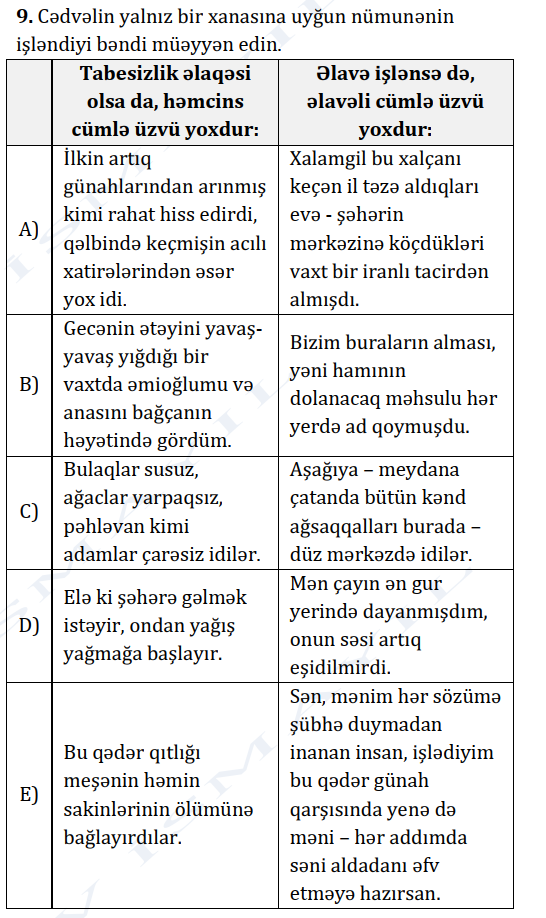 9. Cədvəlin yalnız bir xanasına uyğun nümunənin
işləndiyi bəndi müəyyən edin.
Tabesizlik əlaqəsi
olsa da, həmcins
cümlə üzvü yoxdur:
Əlavə işlənsə də,
əlavəli cümlə üzvü
yoxdur:
A)
İlkin artıq
günahlarından arınmış
kimi rahat hiss edirdi,
qəlbində keçmişin acılı
xatirələrindən əsər
yox idi.
Xalamgil bu xalçanı
keçən il təzə aldıqları
evə - şəhərin
mərkəzinə köçdükləri
vaxt bir iranlı tacirdən
almışdı.
B)
Gecənin ətəyini yavaş-
yavaş yığdığı bir
vaxtda əmioğlumu və
anasını bağçanın
həyətində gördüm.
Bizim buraların alması,
yəni hamının
dolanacaq məhsulu hər
yerdə ad qoymuşdu.
C)
Bulaqlar susuz,
ağaclar yarpaqsız,
pəhləvan kimi
adamlar çarəsiz idilər.
Aşağıya – meydana
çatanda bütün kənd
ağsaqqalları burada –
düz mərkəzdə idilər.
D)
Elə ki şəhərə gəlmək
istəyir, ondan yağış
yağmağa başlayır.
Mən çayın ən gur
yerində dayanmışdım,
onun səsi artıq
eşidilmirdi.
E)
Bu qədər qıtlığı
meşənin həmin
sakinlərinin ölümünə
bağlayırdılar.
Sən, mənim hər sözümə
şübhə duymadan
inanan insan, işlədiyim
bu qədər günah
qarşısında yenə də
məni – hər addımda
səni aldadanı əfv
etməyə hazırsan.